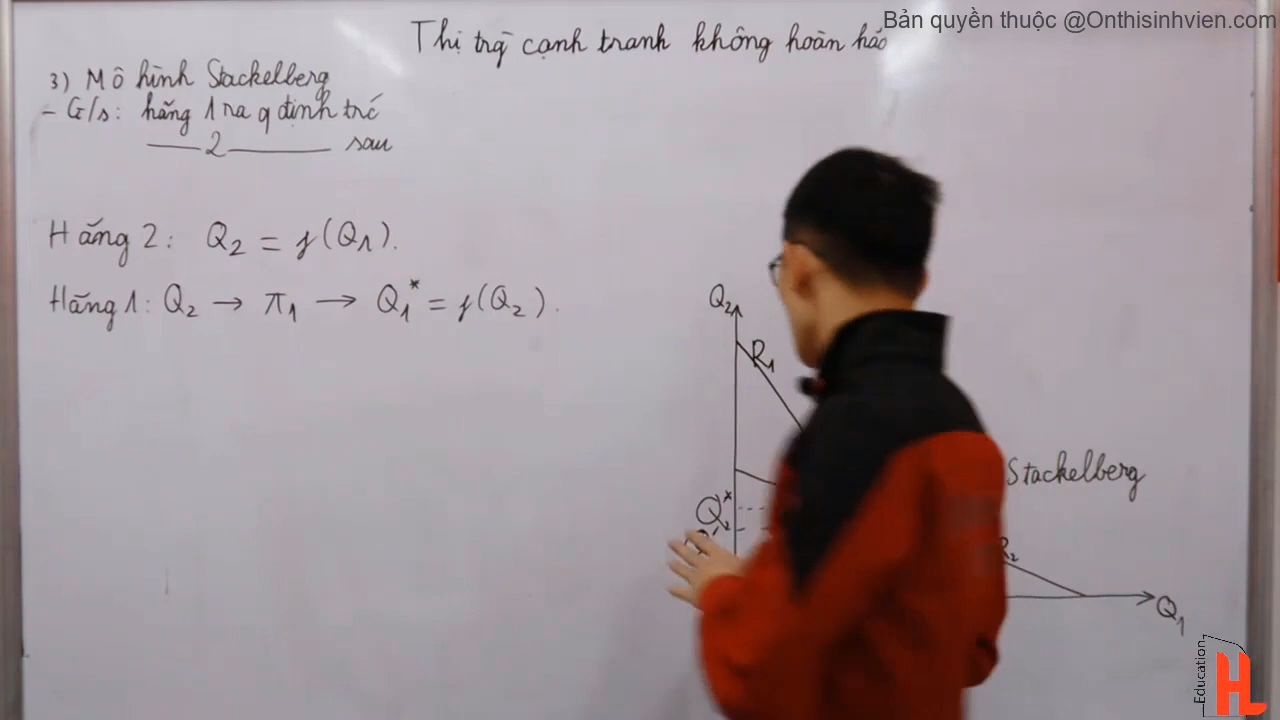 Bản quyền thuộc @Onthisinhvien.com
Thị trg cạnh tranh không hoàn hảo
3) Mô hình Stackelberg
- G/s: hãng 1 ra q định trc
—— 2 ——— sau
Hãng 2: Q₂ = f(Q₁).
Hãng 1: Q₂ → π₁ → Q₁* = f(Q₂).
Q₂
R₁
Stackelberg
Q₂*
R₂
Q₁
Education
HL